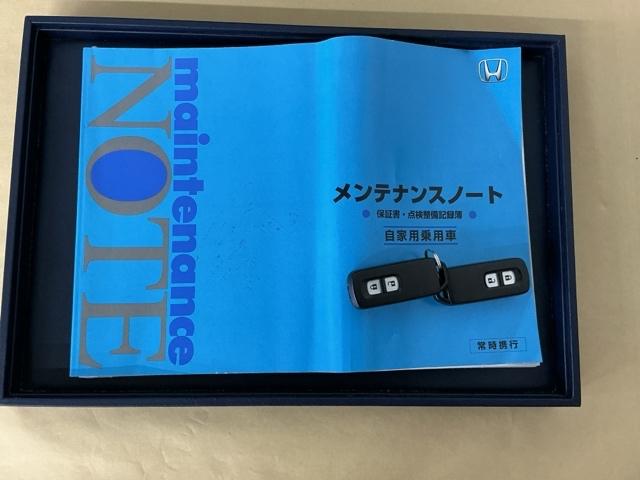 maintenance
NOTE
メンテナンスノート
● 保証書・点検整備記録簿 ●
自家用乗用車
常時携行